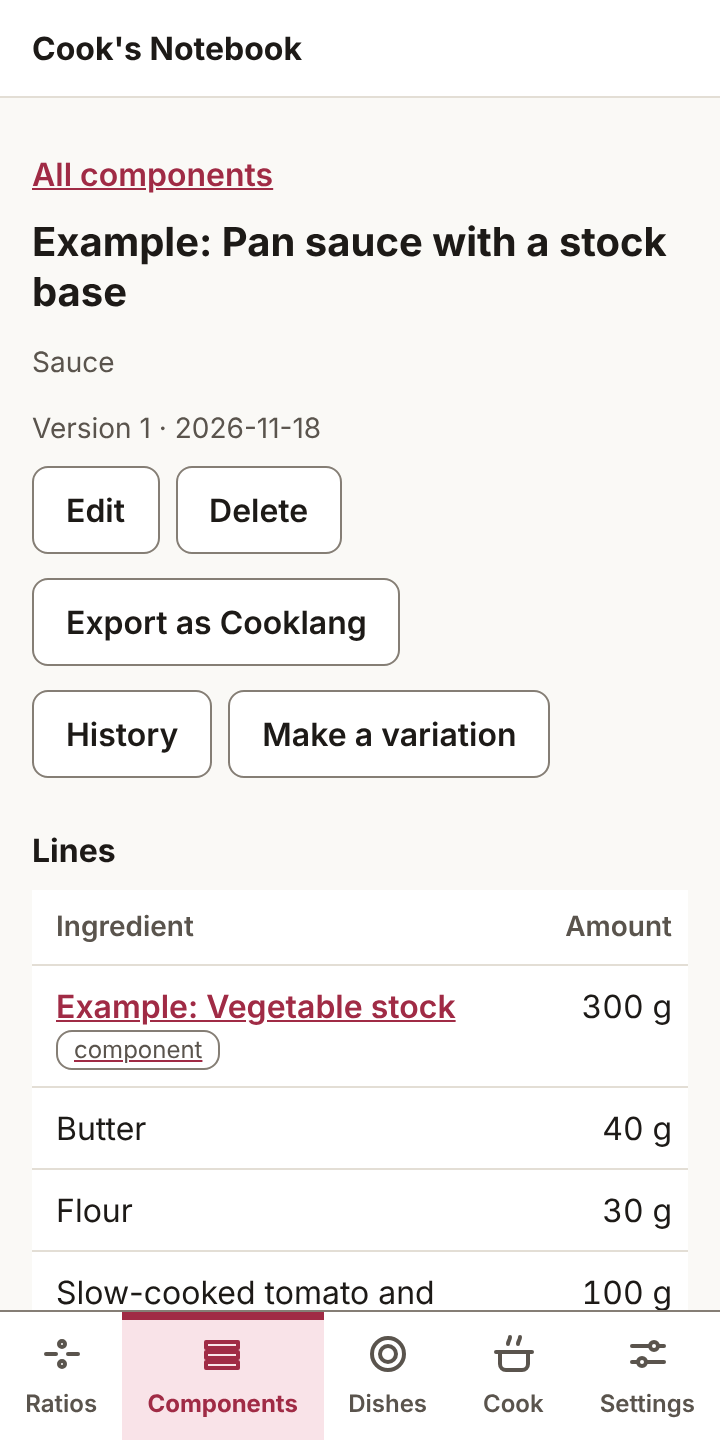 Cook's Notebook
All components
Example: Pan sauce with a stock
base
Sauce
Version 1 · 2026-11-18
Edit
Delete
Export as Cooklang
History
Make a variation
Lines
Ingredient
Amount
Example: Vegetable stock
300 g
component
Butter
40 g
Flour
30 g
Slow-cooked tomato and
100 g
Ratios
Components
Dishes
Cook
Settings